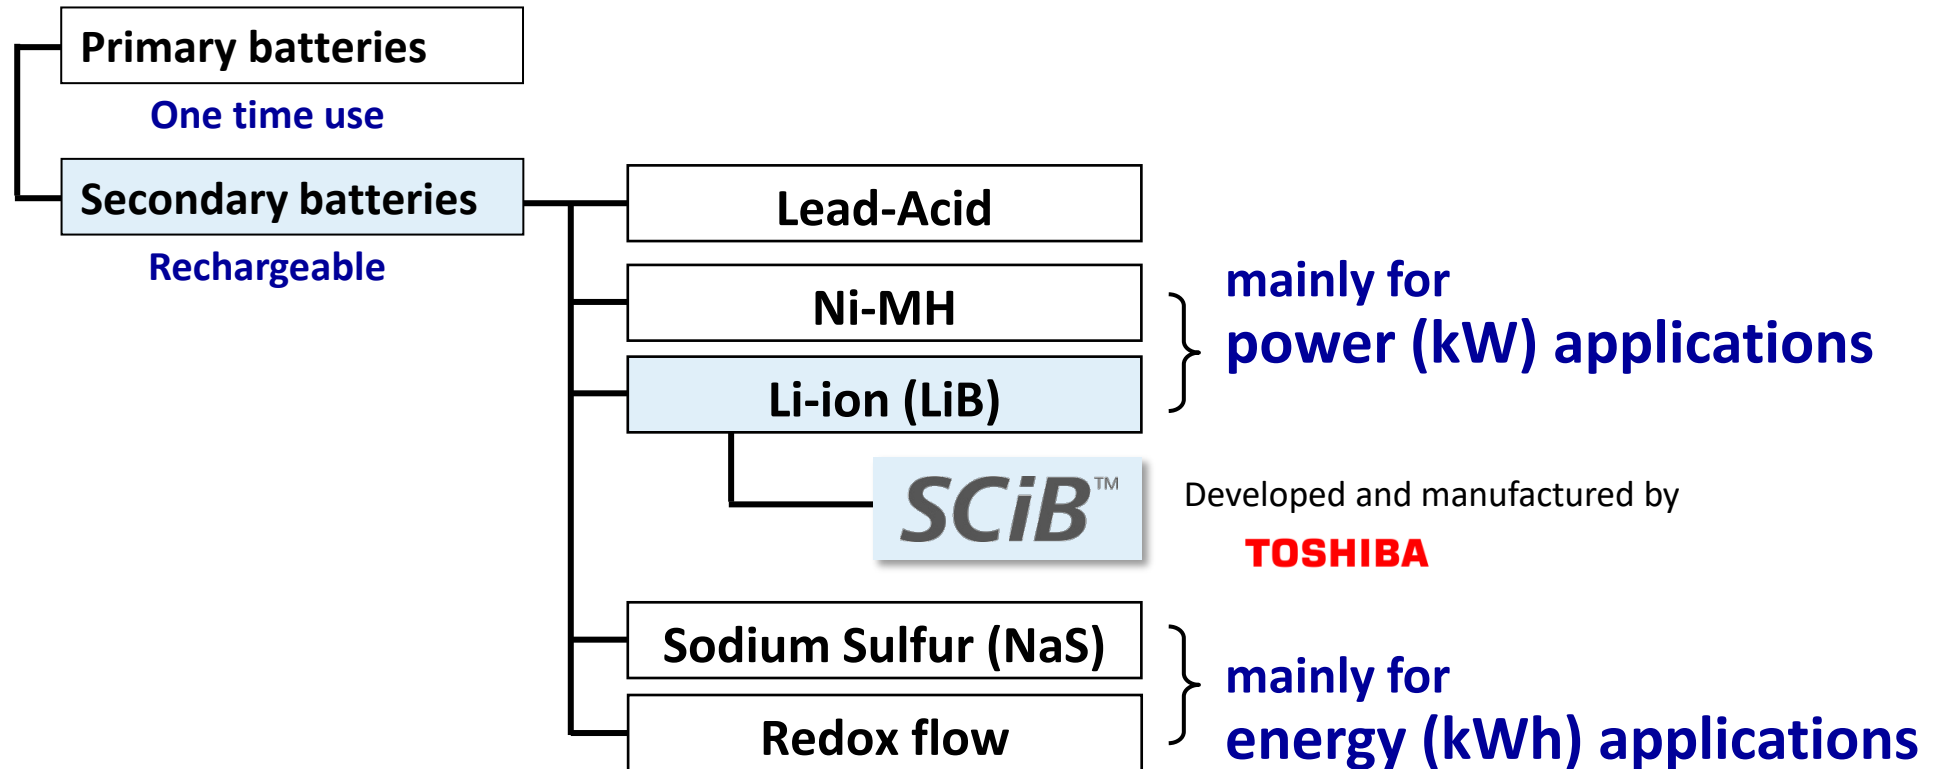 Primary batteries
One time use
Secondary batteries
Rechargeable
Lead-Acid
Ni-MH
Li-ion (LiB)
mainly for
power (kW) applications
SCiB™
Developed and manufactured by
TOSHIBA
Sodium Sulfur (NaS)
Redox flow
mainly for
energy (kWh) applications